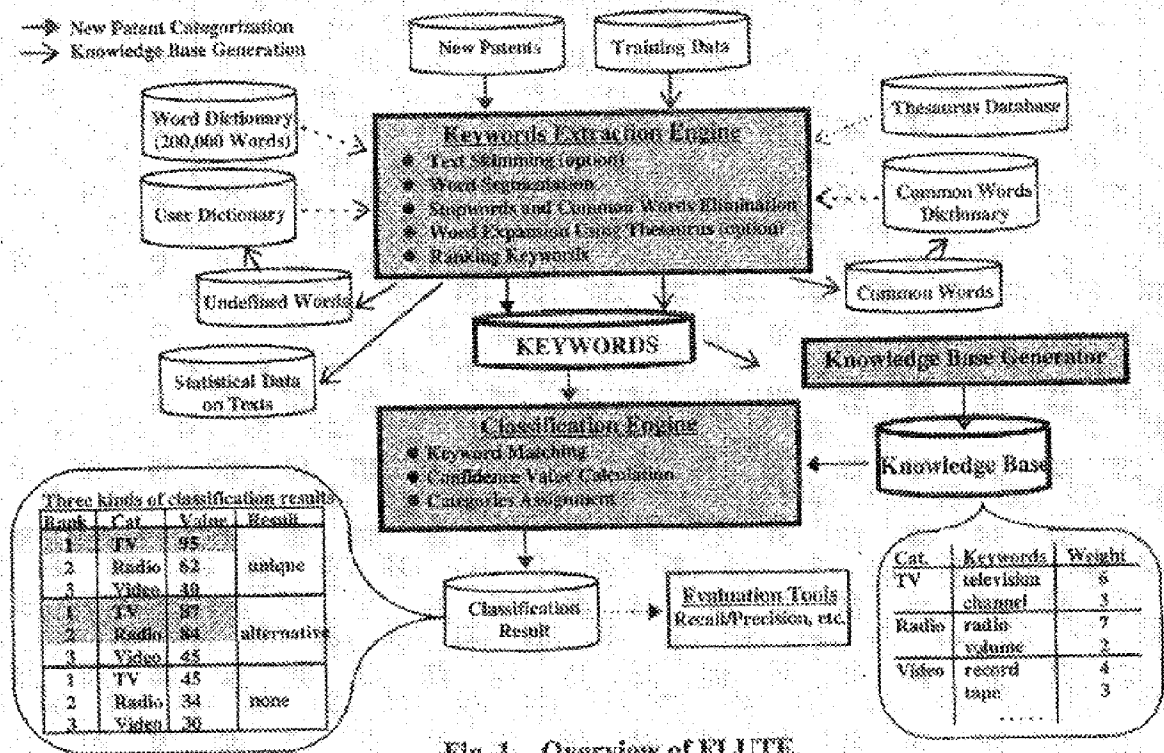 New Patent Categorization
Knowledge Base Generation
New Patents
Training Data
Word Dictionary
(200,000 Words)
User Dictionary
Undefined Words
Statistical Data
on Texts
Keywords Extraction Engine
Text Skimming (option)
Word Segmentation
Stopwords and Common Words Elimination
Word Expansion Using Thesaurus (option)
Ranking Keywords
Thesaurus Database
Common Words
Dictionary
Common Words
KEYWORDS
Knowledge Base Generator
Classification Engine
Keyword Matching
Confidence Value Calculation
Categories Assignment
Knowledge Base
Three kinds of classification results
Rank Cat. Value Result
1 TV 95
2 Radio 62 unique
3 Video 40
1 TV 87
2 Radio 84 alternative
3 Video 45
1 TV 45
2 Radio 34 none
3 Video 30
Classification
Result
Evaluation Tools
Recall/Precision, etc.
Cat. Keywords Weight
TV television 6
channel 3
Radio radio 7
volume 2
Video record 4
tape 3
.....
Fig. 1 Overview of